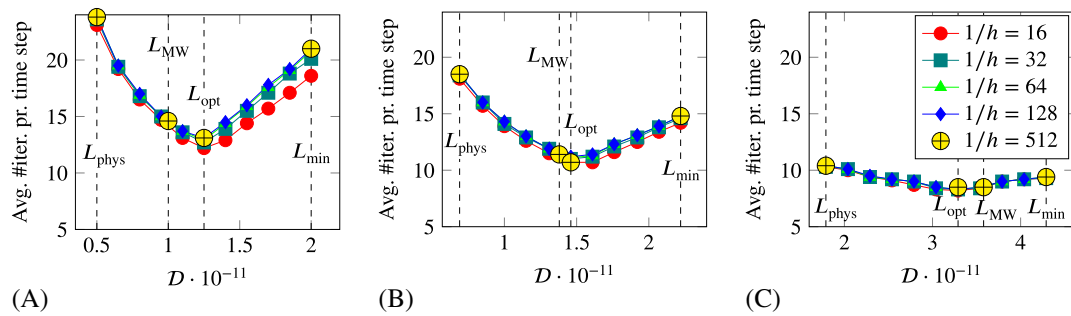 Avg. #iter. pr. time step
20
15
10
5
L_phys
L_MW
L_opt
L_min
0.5 1 1.5 2
𝒟 · 10^-11
(A)
Avg. #iter. pr. time step
20
15
10
5
L_phys
L_MW
L_opt
L_min
1 1.5 2
𝒟 · 10^-11
(B)
Avg. #iter. pr. time step
20
15
10
5
1/h = 16
1/h = 32
1/h = 64
1/h = 128
1/h = 512
L_phys L_opt L_MW L_min
2 3 4
𝒟 · 10^-11
(C)